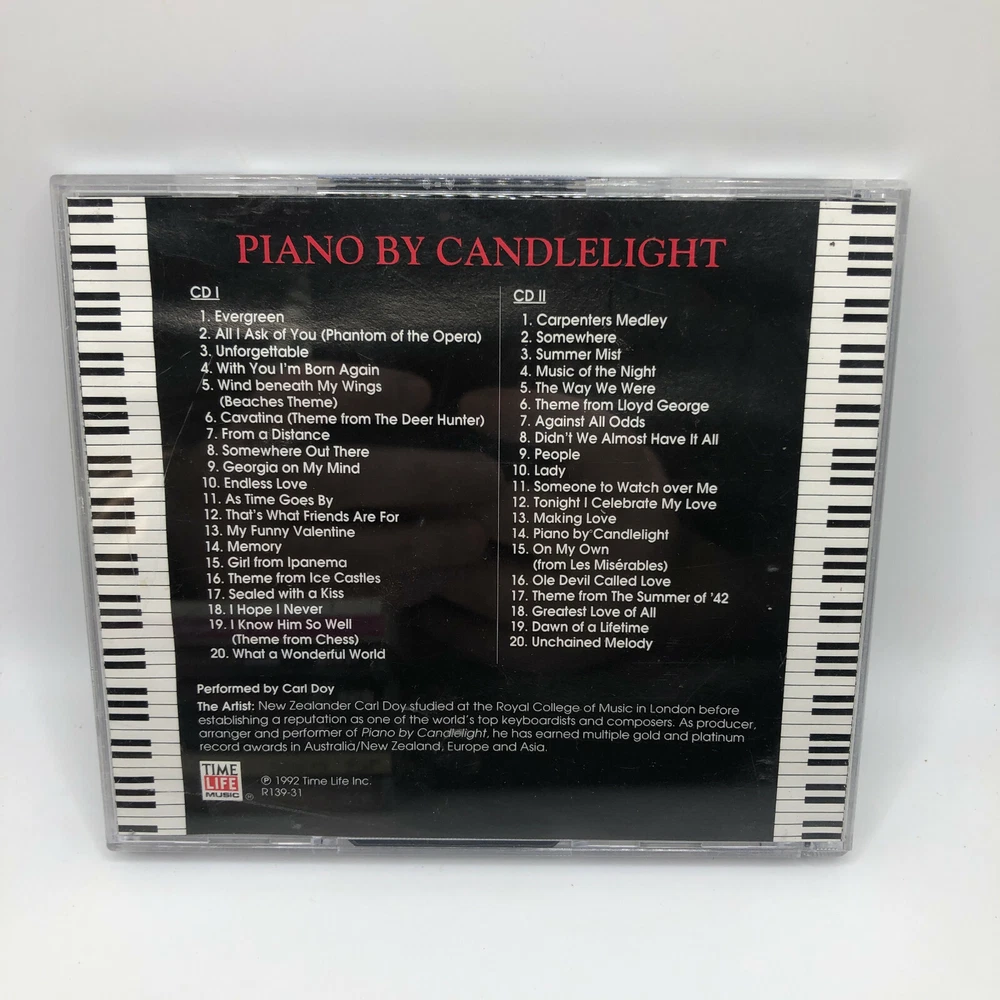 PIANO BY CANDLELIGHT
CD I
1. Evergreen
2. All I Ask of You (Phantom of the Opera)
3. Unforgettable
4. With You I'm Born Again
5. Wind beneath My Wings
(Beaches Theme)
6. Cavatina (Theme from The Deer Hunter)
7. From a Distance
8. Somewhere Out There
9. Georgia on My Mind
10. Endless Love
11. As Time Goes By
12. That's What Friends Are For
13. My Funny Valentine
14. Memory
15. Girl from Ipanema
16. Theme from Ice Castles
17. Sealed with a Kiss
18. I Hope I Never
19. I Know Him So Well
(Theme from Chess)
20. What a Wonderful World
CD II
1. Carpenters Medley
2. Somewhere
3. Summer Mist
4. Music of the Night
5. The Way We Were
6. Theme from Lloyd George
7. Against All Odds
8. Didn't We Almost Have It All
9. People
10. Lady
11. Someone to Watch over Me
12. Tonight I Celebrate My Love
13. Making Love
14. Piano by Candlelight
15. On My Own
(from Les Misérables)
16. Ole Devil Called Love
17. Theme from The Summer of '42
18. Greatest Love of All
19. Dawn of a Lifetime
20. Unchained Melody
Performed by Carl Doy
The Artist: New Zealander Carl Doy studied at the Royal College of Music in London before
establishing a reputation as one of the world's top keyboardists and composers. As producer,
arranger and performer of Piano by Candlelight, he has earned multiple gold and platinum
record awards in Australia/New Zealand, Europe and Asia.
TIME
LIFE
MUSIC ®
℗ 1992 Time Life Inc.
R139-31